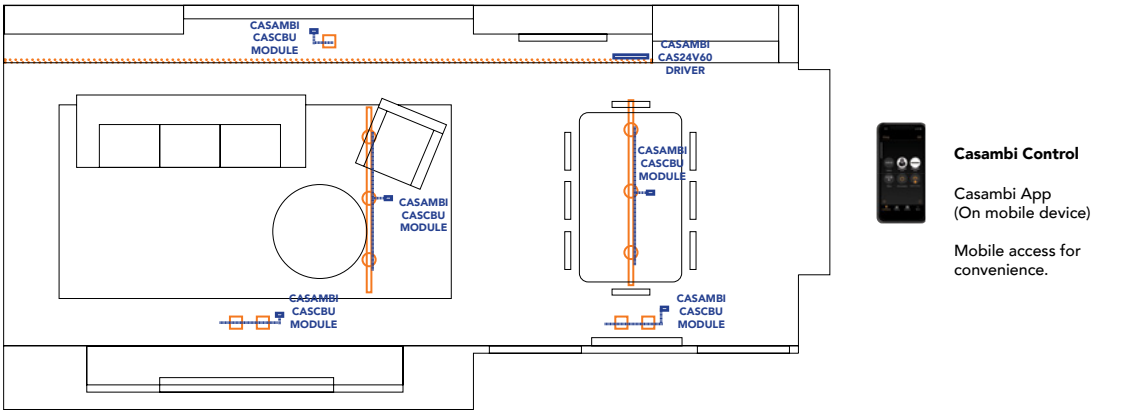 CASAMBI
CASCBU
MODULE
CASAMBI
CAS24V60
DRIVER
CASAMBI
CASCBU
MODULE
CASAMBI
CASCBU
MODULE
CASAMBI
CASCBU
MODULE
CASAMBI
CASCBU
MODULE
Casambi Control
Casambi App
(On mobile device)
Mobile access for
convenience.